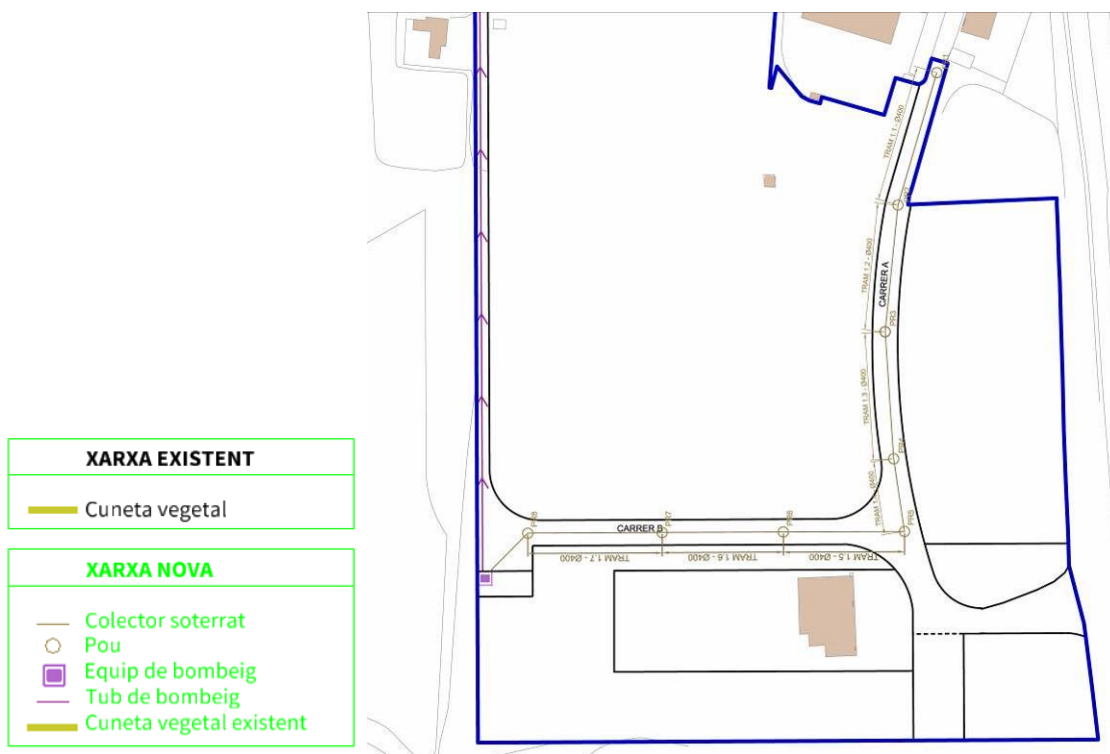 XARXA EXISTENT
Cuneta vegetal
XARXA NOVA
Colector soterrat
Pou
Equip de bombeig
Tub de bombeig
Cuneta vegetal existent
TRAM 1.1 - Ø400
TRAM 1.2 - Ø400
CARRER A
PR3
TRAM 1.3 - Ø400
PR4
Ø400
PR5
PR6
PR7
PR8
CARRER B
TRAM 1.7 - Ø400
TRAM 1.6 - Ø400
TRAM 1.5 - Ø400